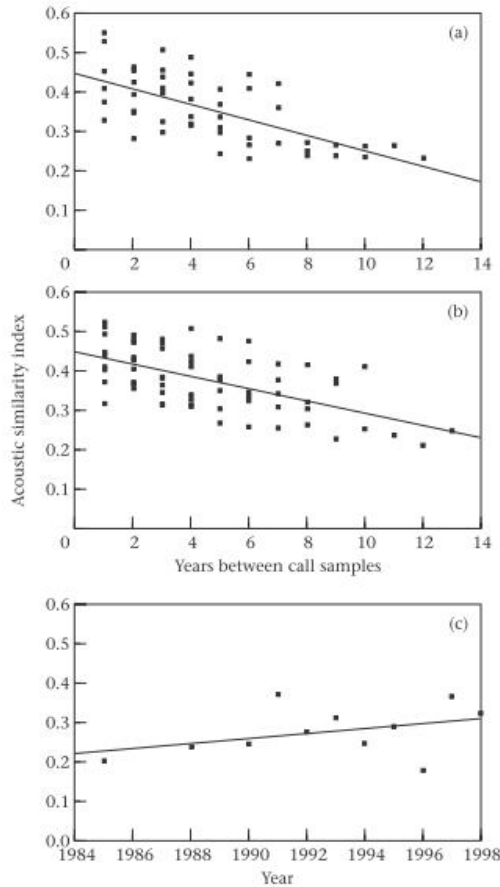 0.6
(a)
0.5
0.4
0.3
0.2
0.1
0 2 4 6 8 10 12 14
0.6
(b)
0.5
0.4
0.3
0.2
0.1
0 2 4 6 8 10 12 14
Acoustic similarity index
Years between call samples
0.6
(c)
0.5
0.4
0.3
0.2
0.1
0.0
1984 1986 1988 1990 1992 1994 1996 1998
Year